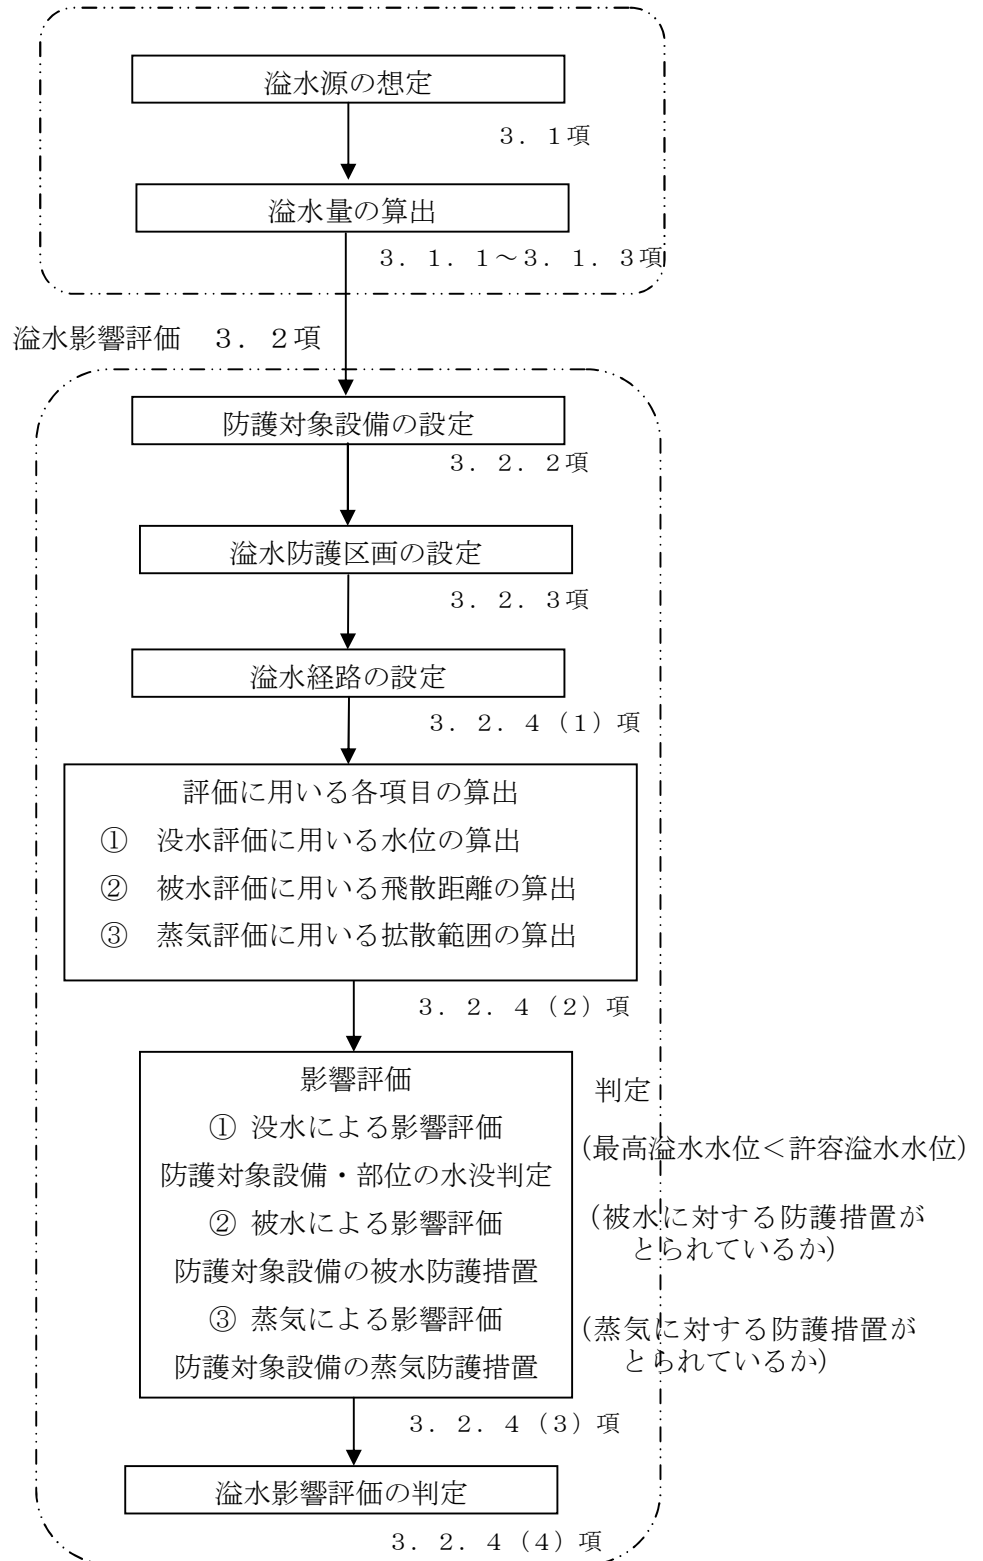 溢水源の想定
３．１項
溢水量の算出
３．１．１～３．１．３項
溢水影響評価　３．２項
防護対象設備の設定
３．２．２項
溢水防護区画の設定
３．２．３項
溢水経路の設定
３．２．４（１）項
評価に用いる各項目の算出
①　没水評価に用いる水位の算出
②　被水評価に用いる飛散距離の算出
③　蒸気評価に用いる拡散範囲の算出
３．２．４（２）項
影響評価
判定
① 没水による影響評価
（最高溢水水位＜許容溢水水位）
防護対象設備・部位の水没判定
② 被水による影響評価
（被水に対する防護措置が
とられているか）
防護対象設備の被水防護措置
③ 蒸気による影響評価
（蒸気に対する防護措置が
とられているか）
防護対象設備の蒸気防護措置
３．２．４（３）項
溢水影響評価の判定
３．２．４（４）項